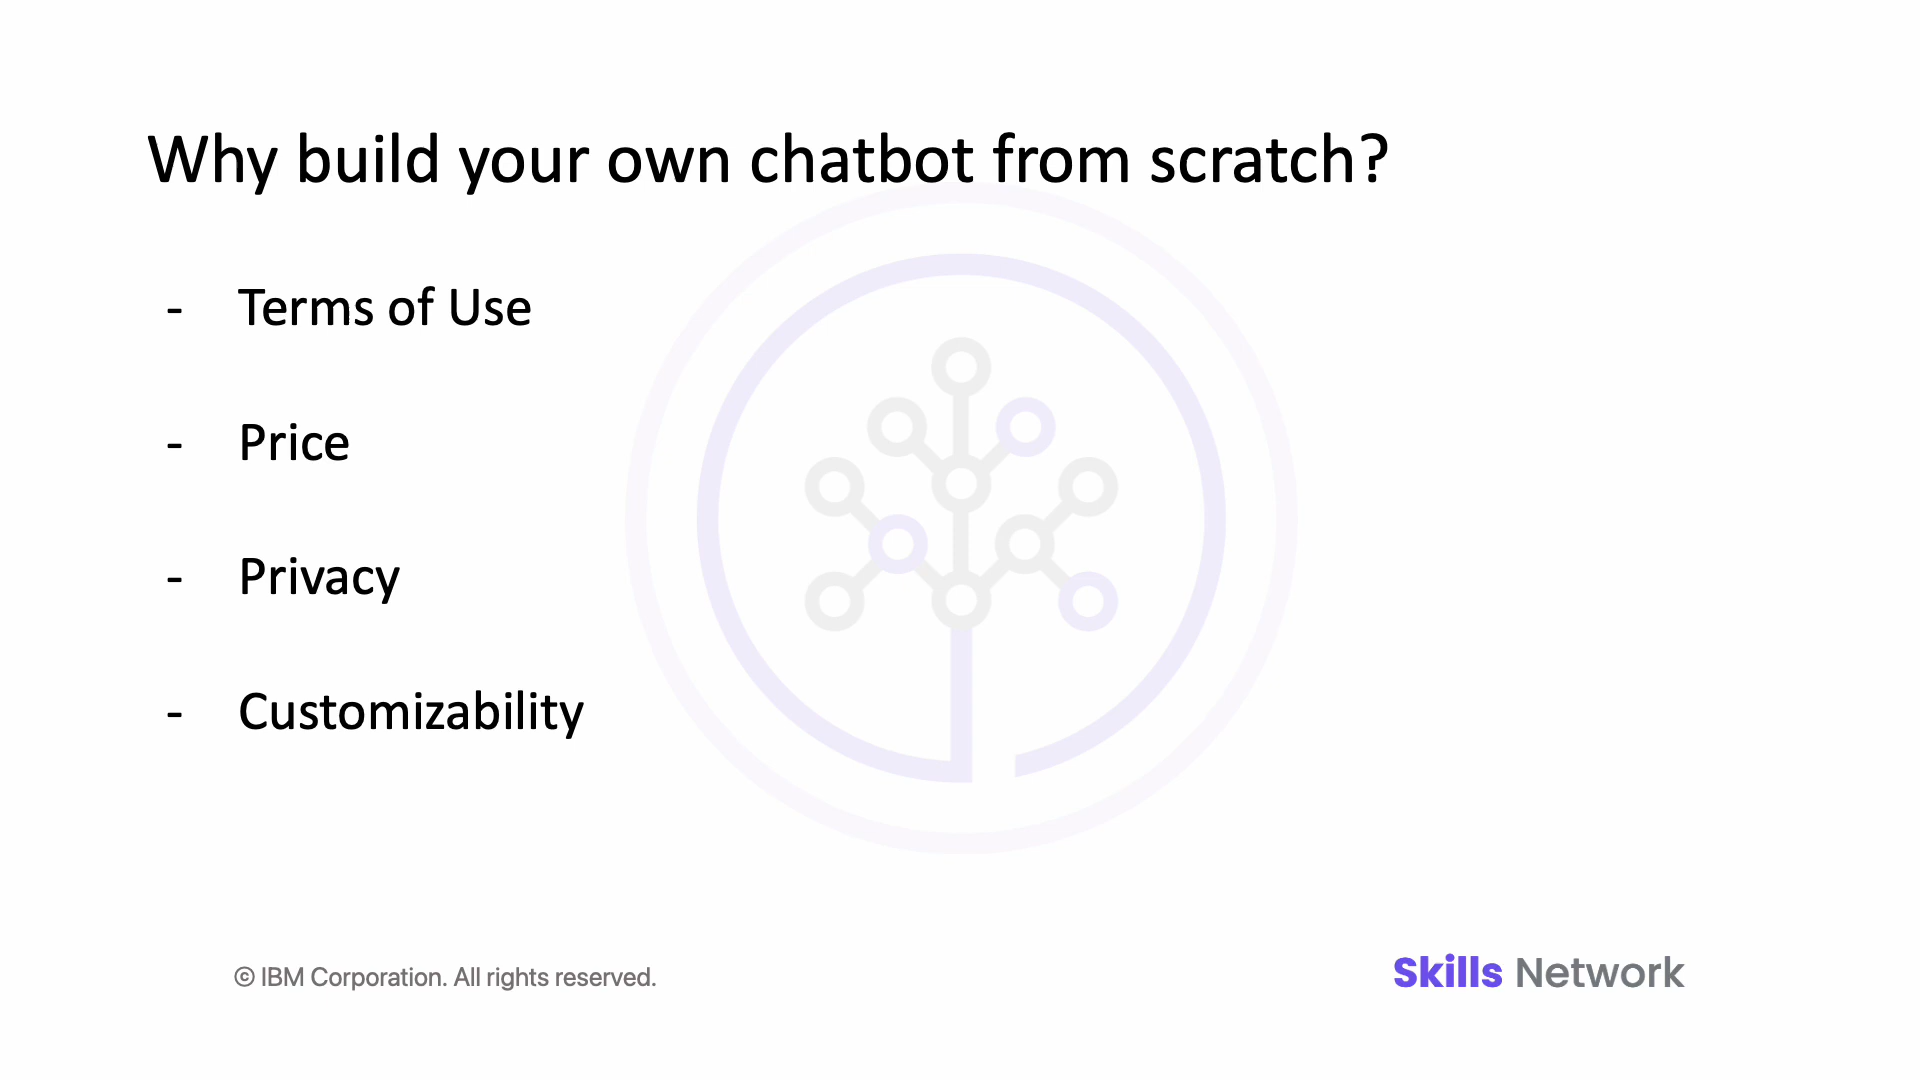 Why build your own chatbot from scratch?
- Terms of Use
- Price
- Privacy
- Customizability
© IBM Corporation. All rights reserved.
Skills Network